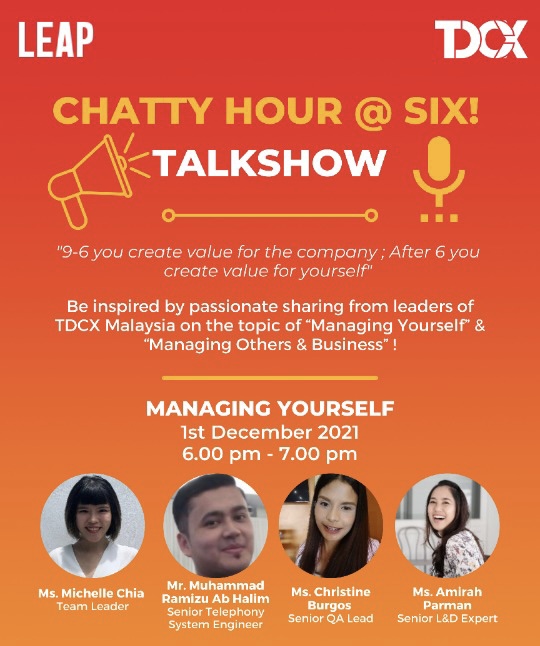 LEAP
TDCX
CHATTY HOUR @ SIX!
TALKSHOW
"9-6 you create value for the company ; After 6 you
create value for yourself"
Be inspired by passionate sharing from leaders of
TDCX Malaysia on the topic of “Managing Yourself” &
“Managing Others & Business” !
MANAGING YOURSELF
1st December 2021
6.00 pm - 7.00 pm
Ms. Michelle Chia
Team Leader
Mr. Muhammad
Ramizu Ab Halim
Senior Telephony
System Engineer
Ms. Christine
Burgos
Senior QA Lead
Ms. Amirah
Parman
Senior L&D Expert